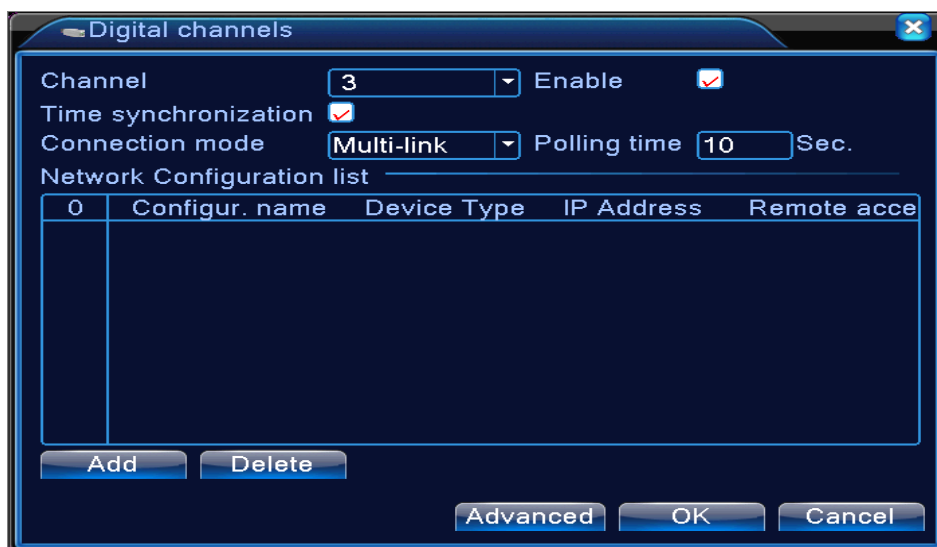 Digital channels
Channel 3 Enable
Time synchronization
Connection mode Multi-link Polling time 10 Sec.
Network Configuration list
0 Configur. name Device Type IP Address Remote acce
Add Delete
Advanced OK Cancel